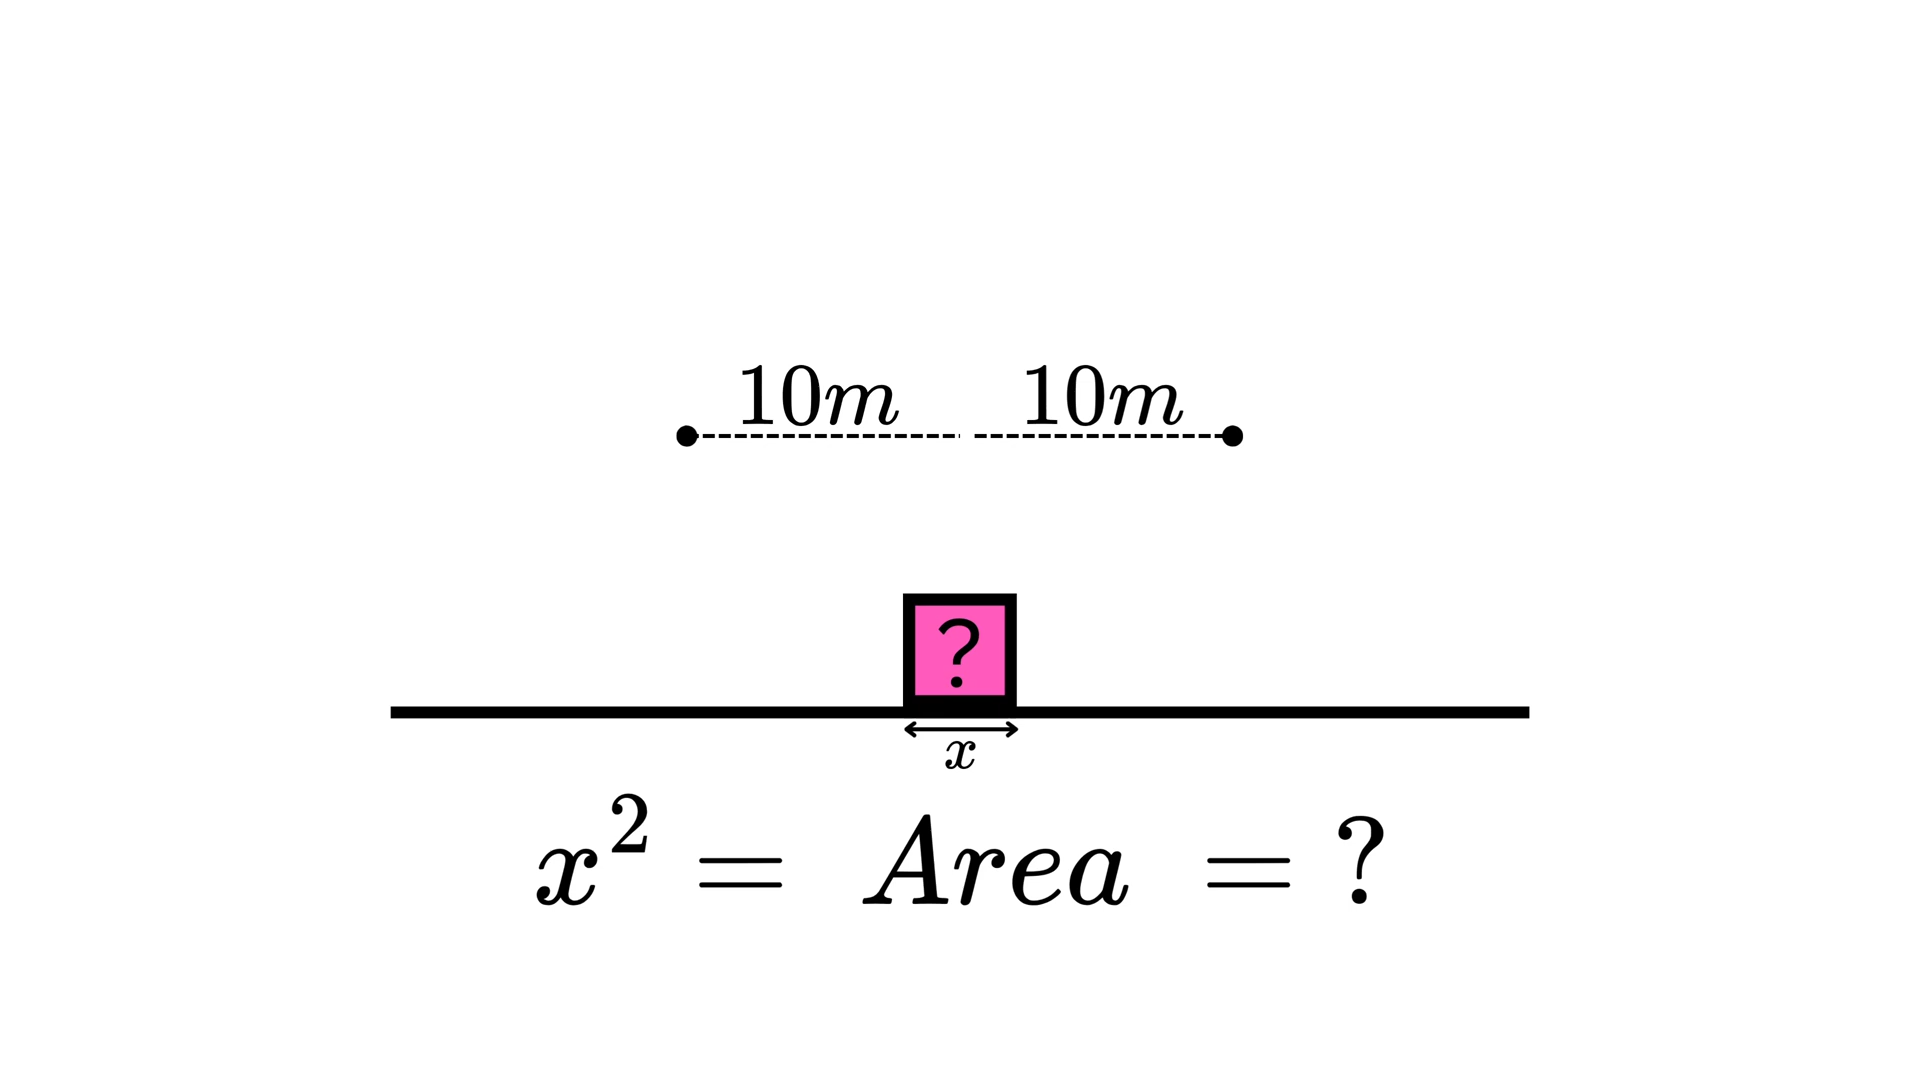 10m 10m
?
x
x² = Area = ?